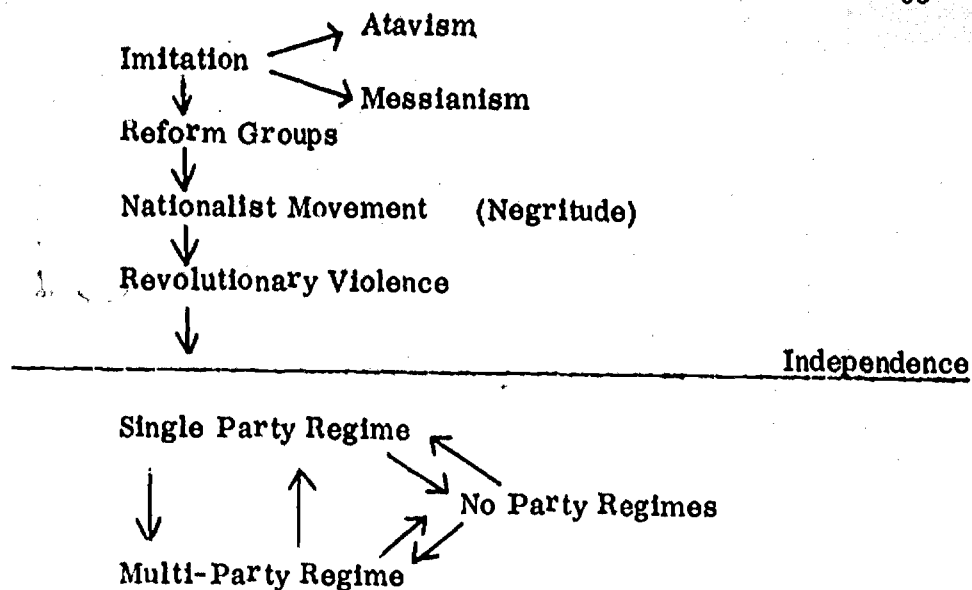 Atavism
Imitation
Messianism
Reform Groups
Nationalist Movement (Negritude)
Revolutionary Violence
Independence
Single Party Regime
No Party Regimes
Multi-Party Regime